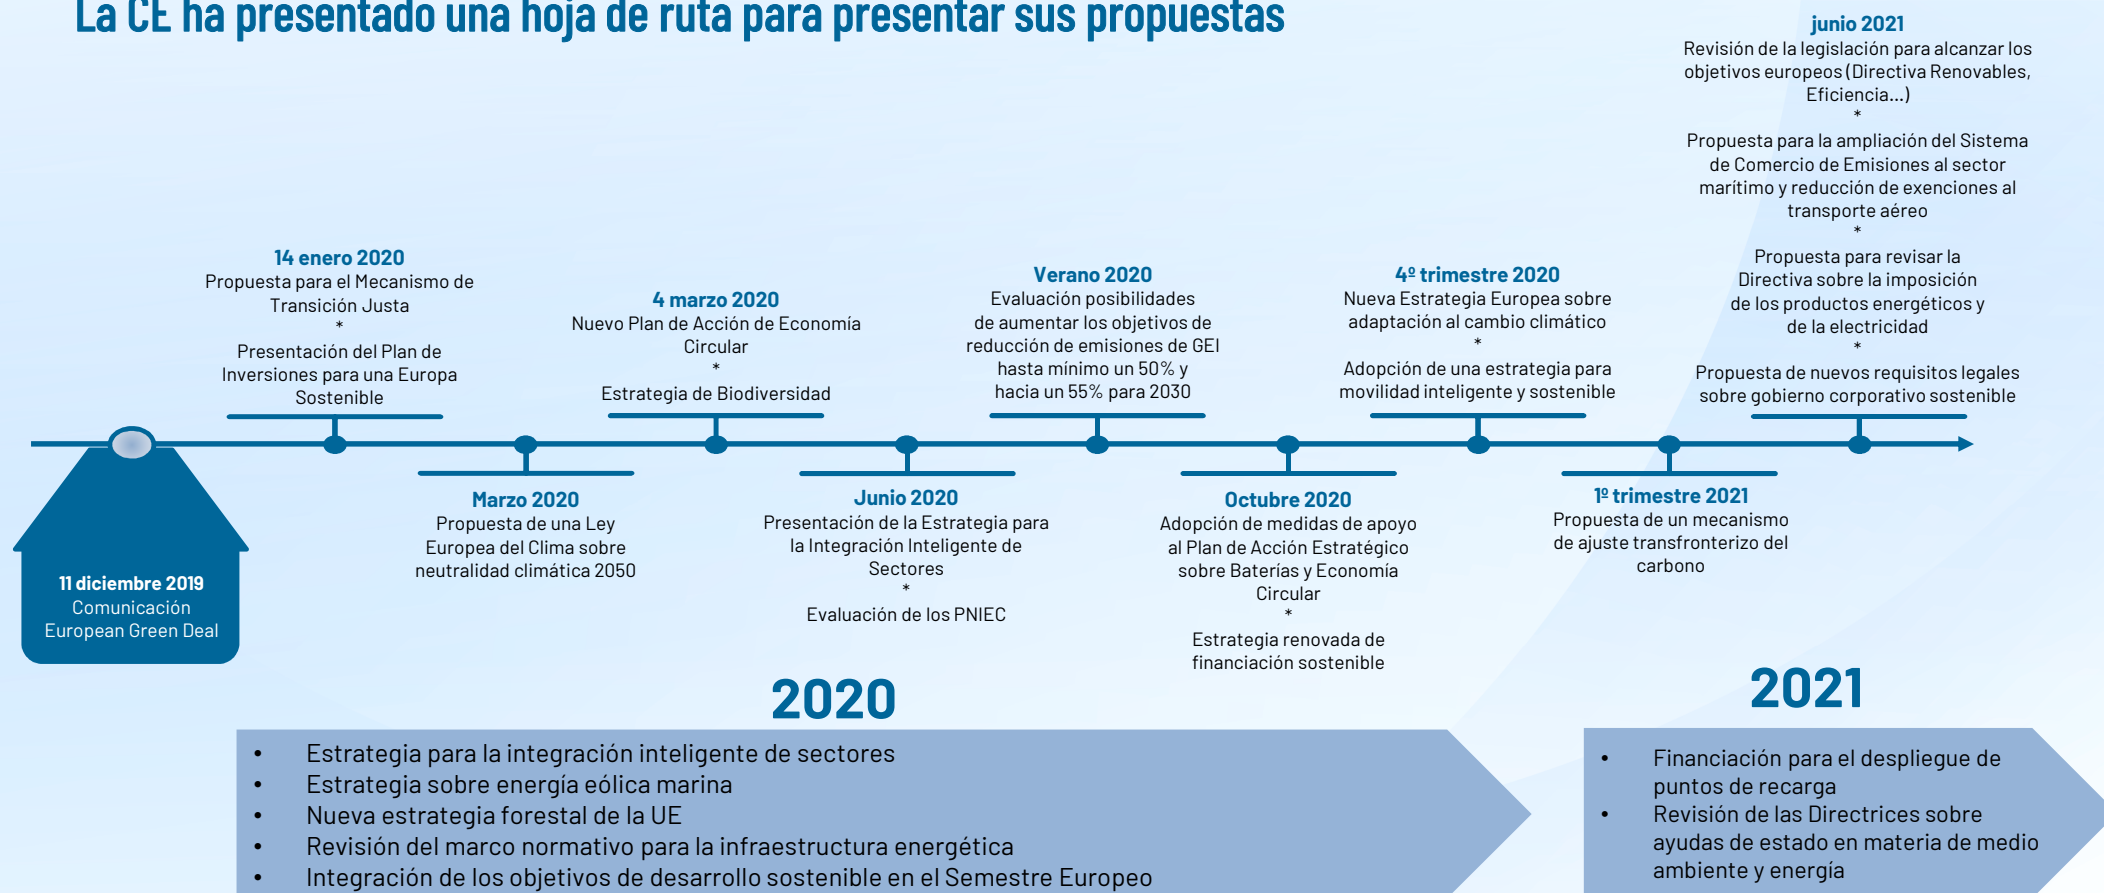 La CE ha presentado una hoja de ruta para presentar sus propuestas
11 diciembre 2019
Comunicación
European Green Deal
14 enero 2020
Propuesta para el Mecanismo de
Transición Justa
*
Presentación del Plan de
Inversiones para una Europa
Sostenible
Marzo 2020
Propuesta de una Ley
Europea del Clima sobre
neutralidad climática 2050
4 marzo 2020
Nuevo Plan de Acción de Economía
Circular
*
Estrategia de Biodiversidad
Junio 2020
Presentación de la Estrategia para
la Integración Inteligente de
Sectores
*
Evaluación de los PNIEC
Verano 2020
Evaluación posibilidades
de aumentar los objetivos de
reducción de emisiones de GEI
hasta mínimo un 50% y
hacia un 55% para 2030
Octubre 2020
Adopción de medidas de apoyo
al Plan de Acción Estratégico
sobre Baterías y Economía
Circular
*
Estrategia renovada de
financiación sostenible
4º trimestre 2020
Nueva Estrategia Europea sobre
adaptación al cambio climático
*
Adopción de una estrategia para
movilidad inteligente y sostenible
1º trimestre 2021
Propuesta de un mecanismo
de ajuste transfronterizo del
carbono
junio 2021
Revisión de la legislación para alcanzar los
objetivos europeos (Directiva Renovables,
Eficiencia...)
*
Propuesta para la ampliación del Sistema
de Comercio de Emisiones al sector
marítimo y reducción de exenciones al
transporte aéreo
*
Propuesta para revisar la
Directiva sobre la imposición
de los productos energéticos y
de la electricidad
*
Propuesta de nuevos requisitos legales
sobre gobierno corporativo sostenible
2020
• Estrategia para la integración inteligente de sectores
• Estrategia sobre energía eólica marina
• Nueva estrategia forestal de la UE
• Revisión del marco normativo para la infraestructura energética
• Integración de los objetivos de desarrollo sostenible en el Semestre Europeo
2021
• Financiación para el despliegue de
puntos de recarga
• Revisión de las Directrices sobre
ayudas de estado en materia de medio
ambiente y energía